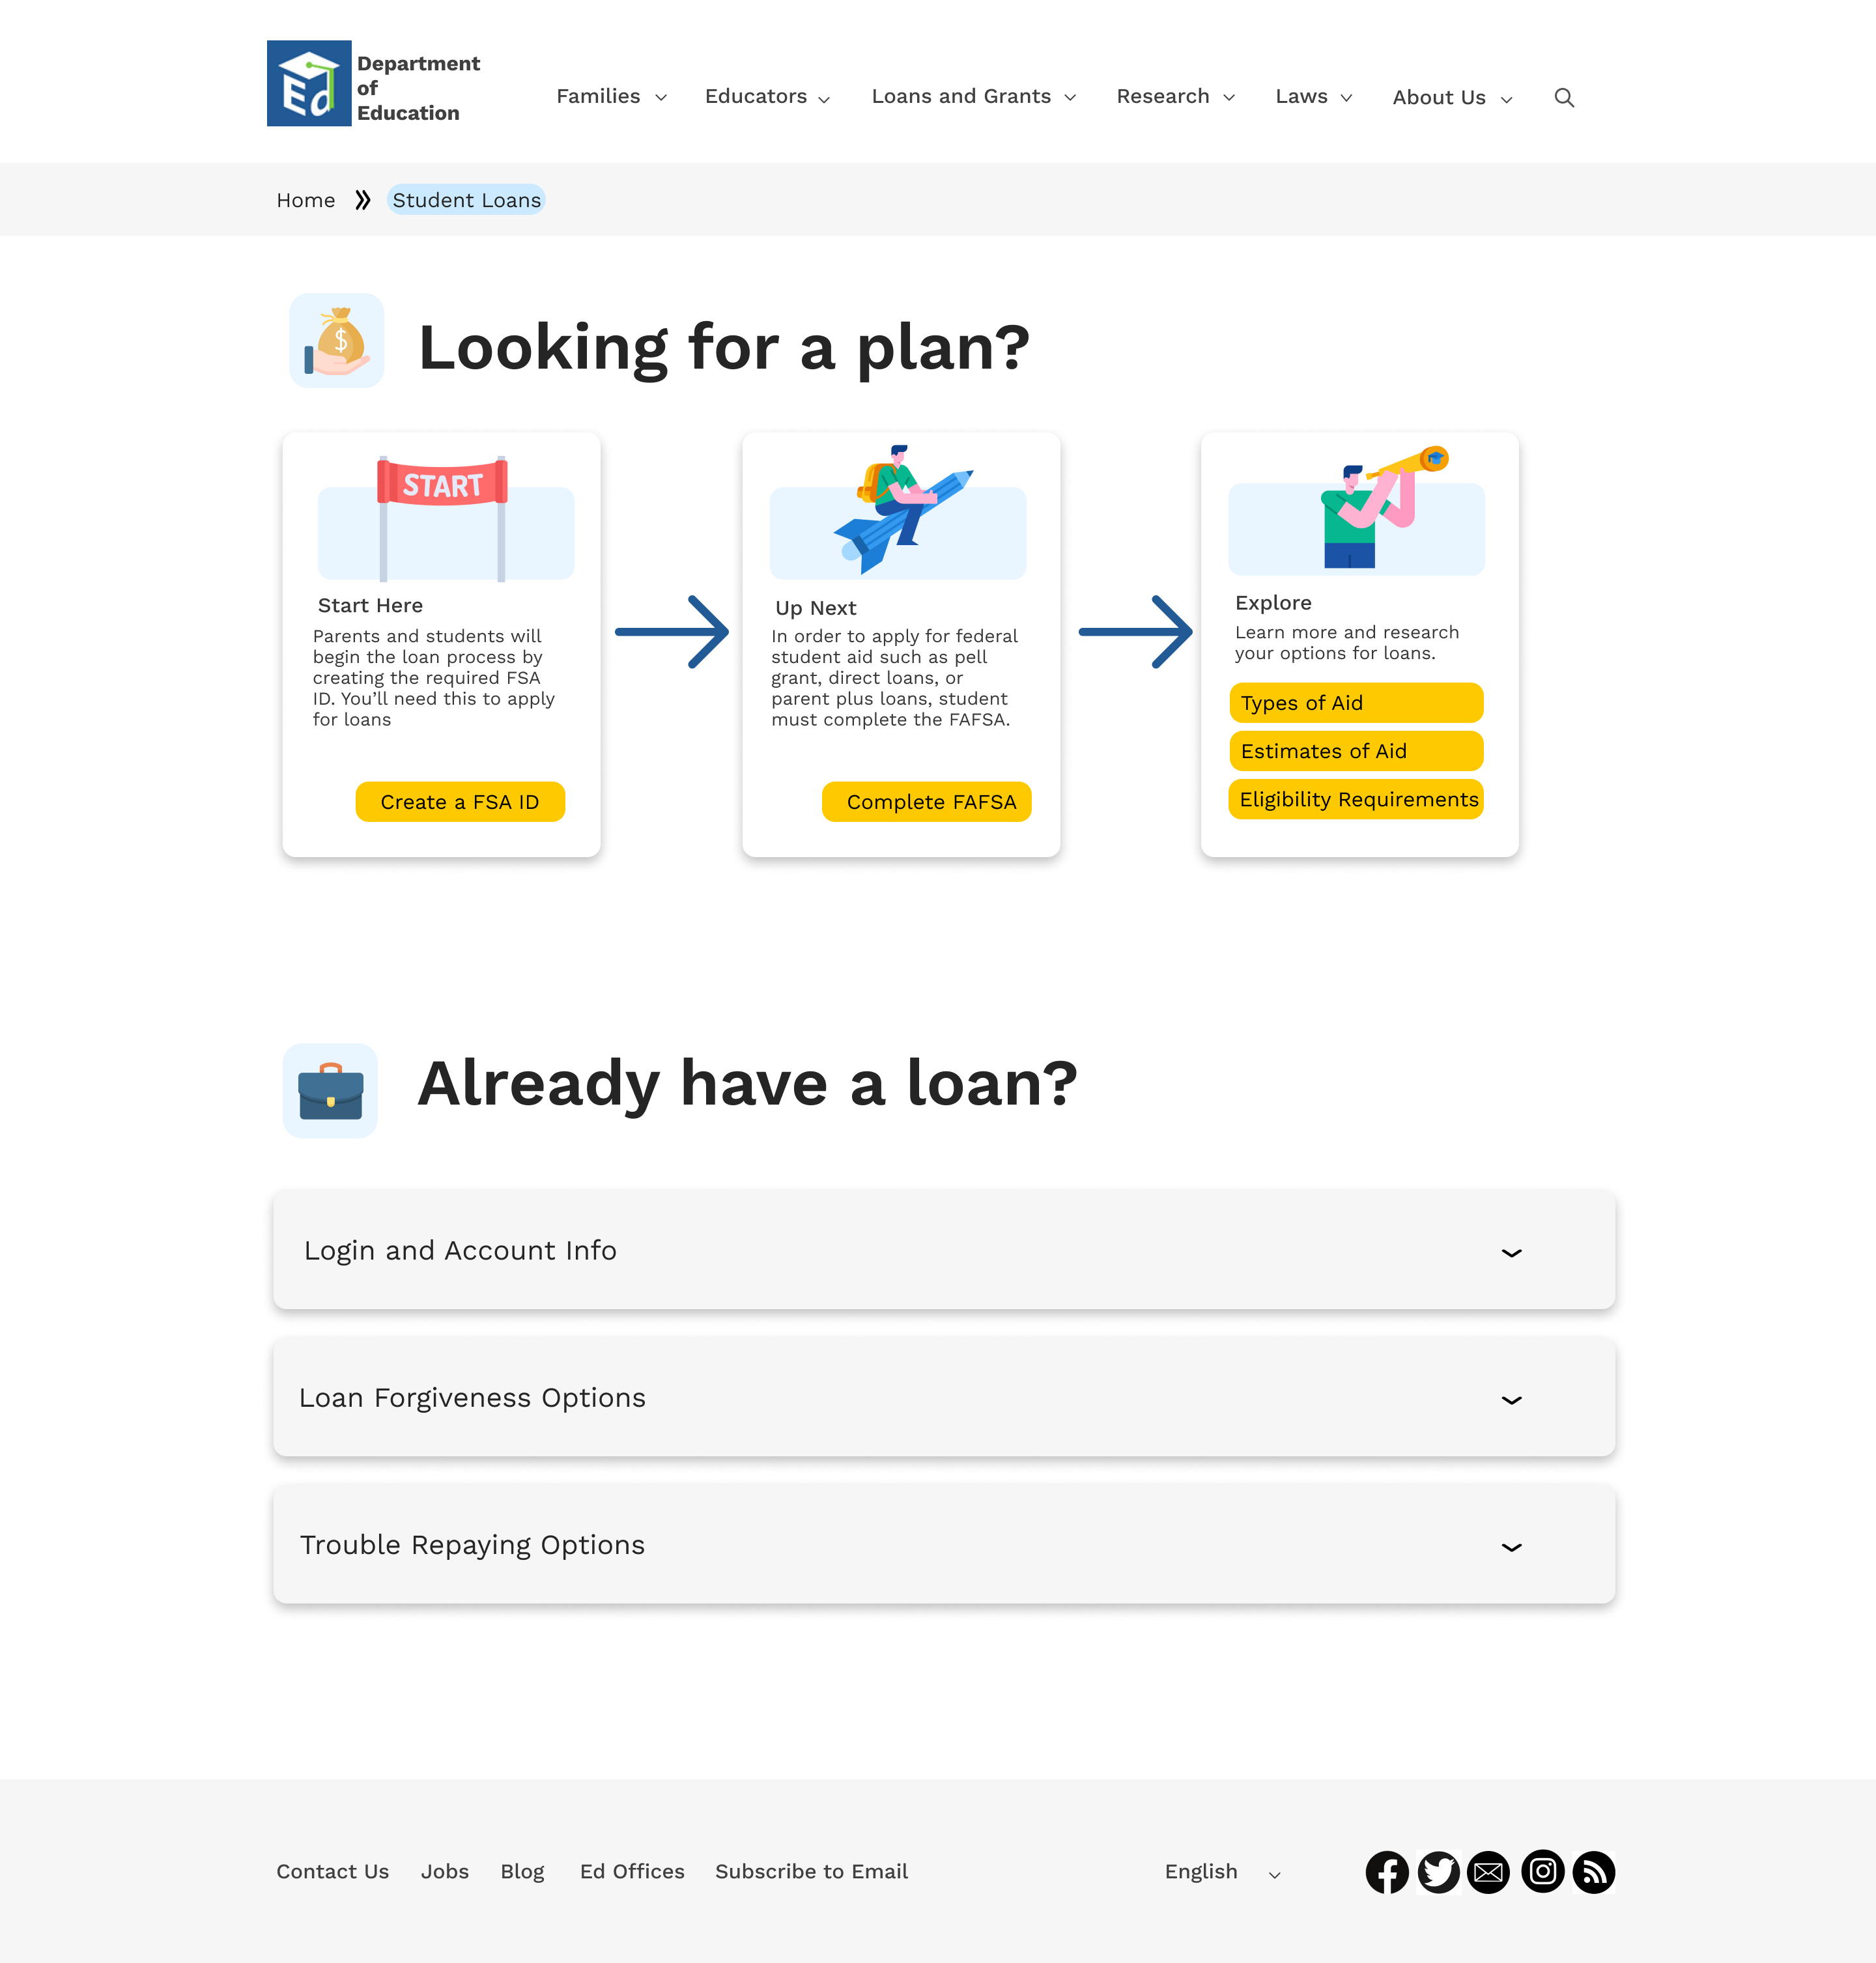 Ed
Department
of
Education
Families
Educators
Loans and Grants
Research
Laws
About Us
Home
Student Loans
$
Looking for a plan?
START
Start Here
Parents and students will
begin the loan process by
creating the required FSA
ID. You’ll need this to apply
for loans
Create a FSA ID
Up Next
In order to apply for federal
student aid such as pell
grant, direct loans, or
parent plus loans, student
must complete the FAFSA.
Complete FAFSA
Explore
Learn more and research
your options for loans.
Types of Aid
Estimates of Aid
Eligibility Requirements
Already have a loan?
Login and Account Info
Loan Forgiveness Options
Trouble Repaying Options
Contact Us
Jobs
Blog
Ed Offices
Subscribe to Email
English